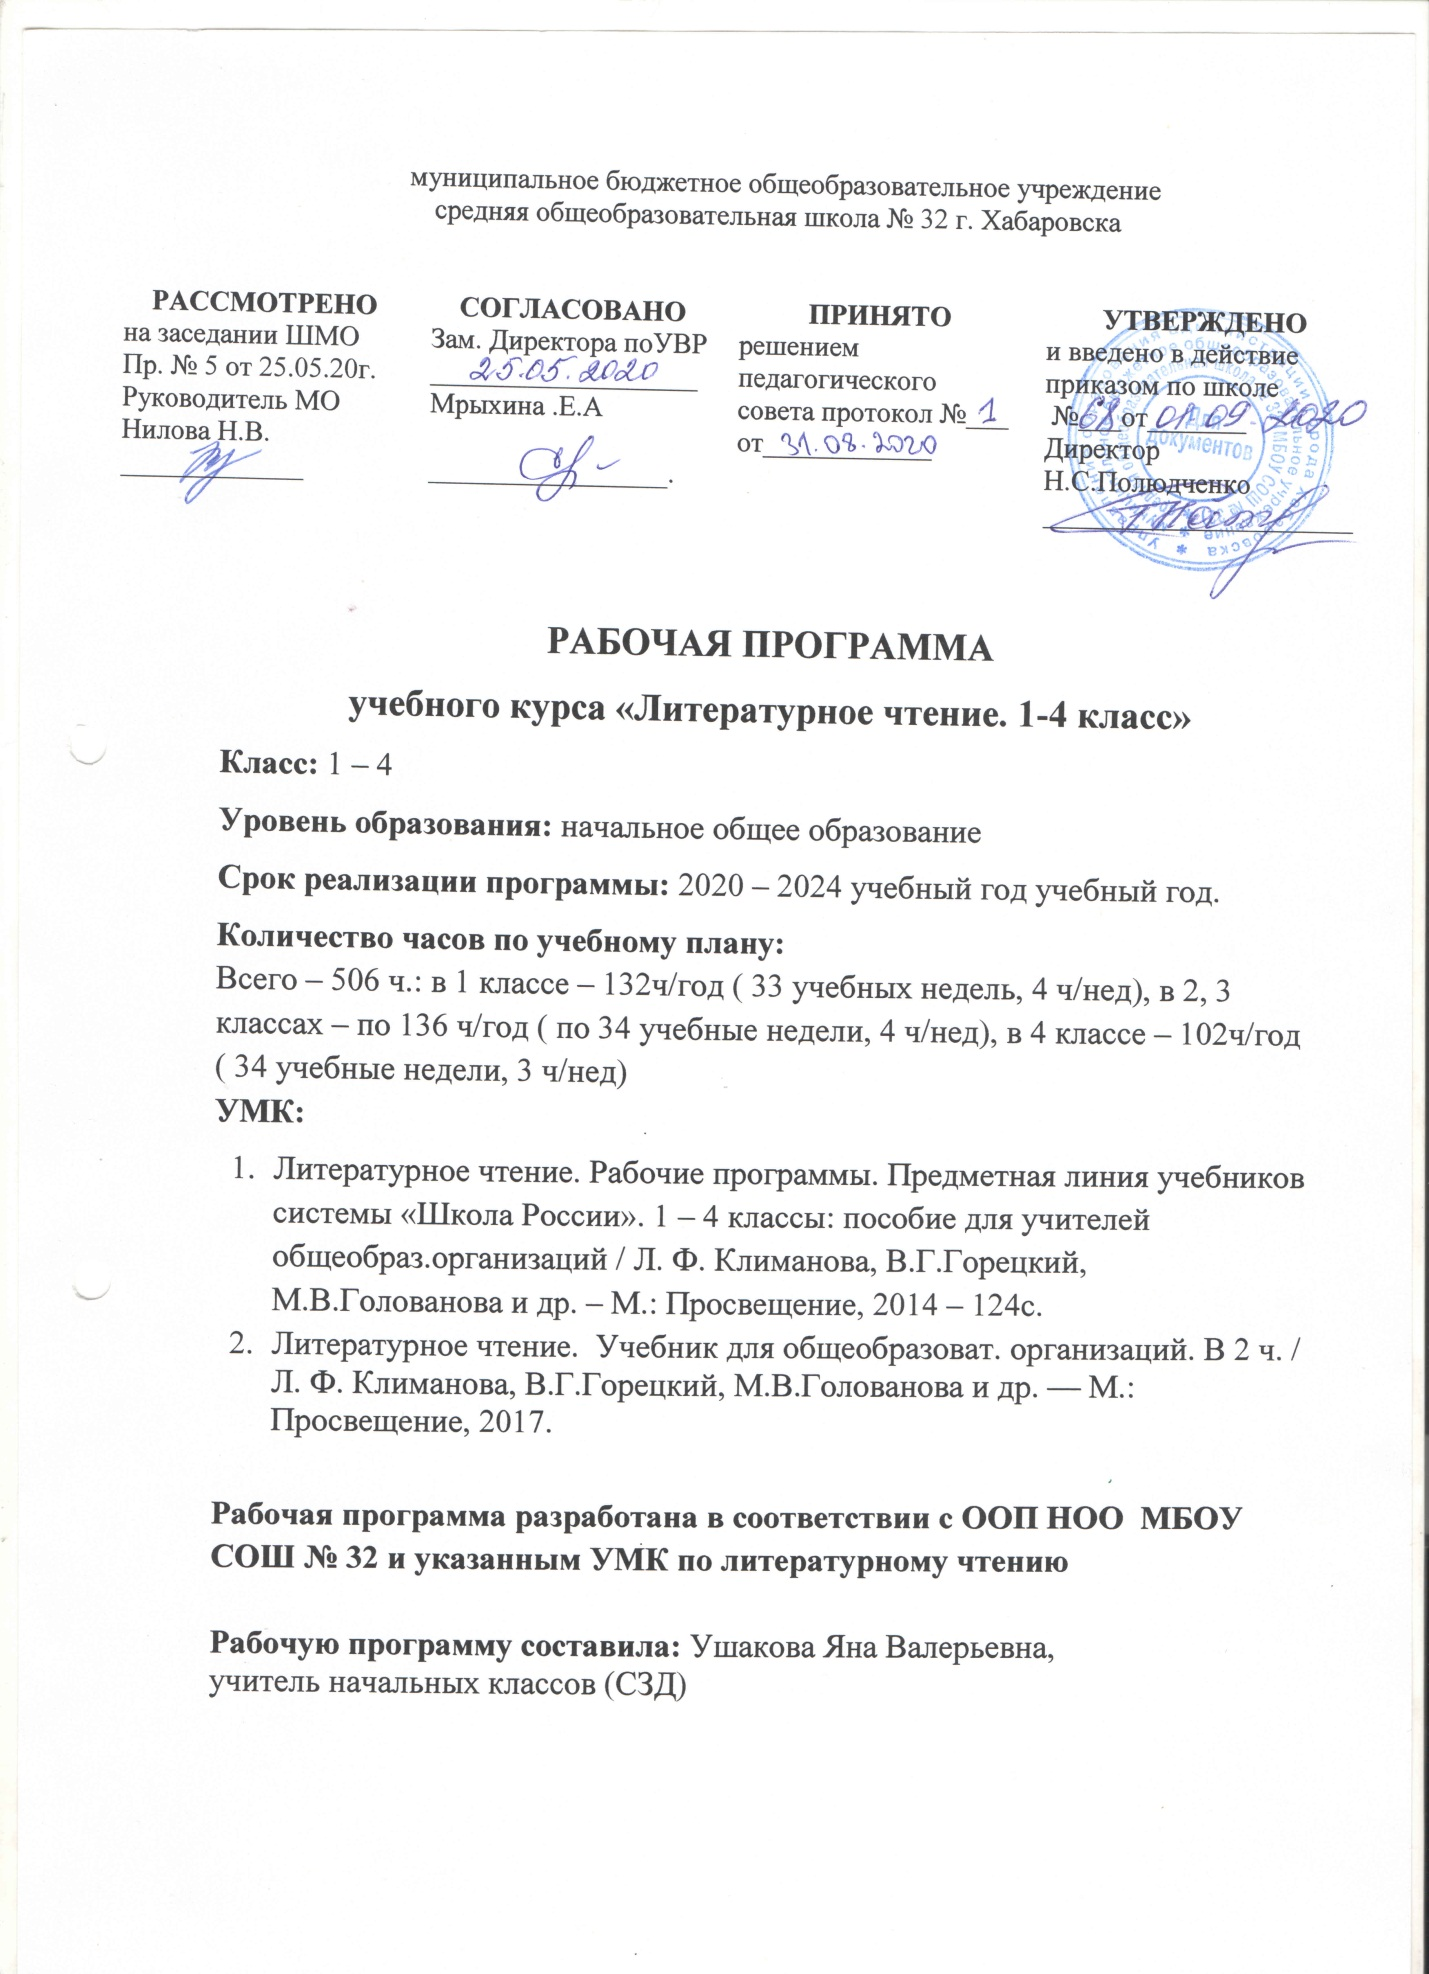 муниципальное бюджетное общеобразовательное учреждение
средняя общеобразовательная школа № 32 г. Хабаровска
РАССМОТРЕНО
на заседании ШМО
Пр. № 5 от 25.05.20г.
Руководитель МО
Нилова Н.В.
СОГЛАСОВАНО
Зам. Директора поУВР
25.05.2020
Мрыхина .Е.А
ПРИНЯТО
решением
педагогического
совета протокол № 1
от 31.08.2020
УТВЕРЖДЕНО
и введено в действие
приказом по школе
№ 68 от 01.09 2020
Директор
Н.С.Полюдченко
Для
документов
РАБОЧАЯ ПРОГРАММА
учебного курса «Литературное чтение. 1-4 класс»
Класс: 1 – 4
Уровень образования: начальное общее образование
Срок реализации программы: 2020 – 2024 учебный год учебный год.
Количество часов по учебному плану:
Всего – 506 ч.: в 1 классе – 132ч/год ( 33 учебных недель, 4 ч/нед), в 2, 3
классах – по 136 ч/год ( по 34 учебные недели, 4 ч/нед), в 4 классе – 102ч/год
( 34 учебные недели, 3 ч/нед)
УМК:
1. Литературное чтение. Рабочие программы. Предметная линия учебников
системы «Школа России». 1 – 4 классы: пособие для учителей
общеобраз.организаций / Л. Ф. Климанова, В.Г.Горецкий,
М.В.Голованова и др. – М.: Просвещение, 2014 – 124с.
2. Литературное чтение. Учебник для общеобразоват. организаций. В 2 ч. /
Л. Ф. Климанова, В.Г.Горецкий, М.В.Голованова и др. — М.:
Просвещение, 2017.
Рабочая программа разработана в соответствии с ООП НОО МБОУ
СОШ № 32 и указанным УМК по литературному чтению
Рабочую программу составила: Ушакова Яна Валерьевна,
учитель начальных классов (СЗД)